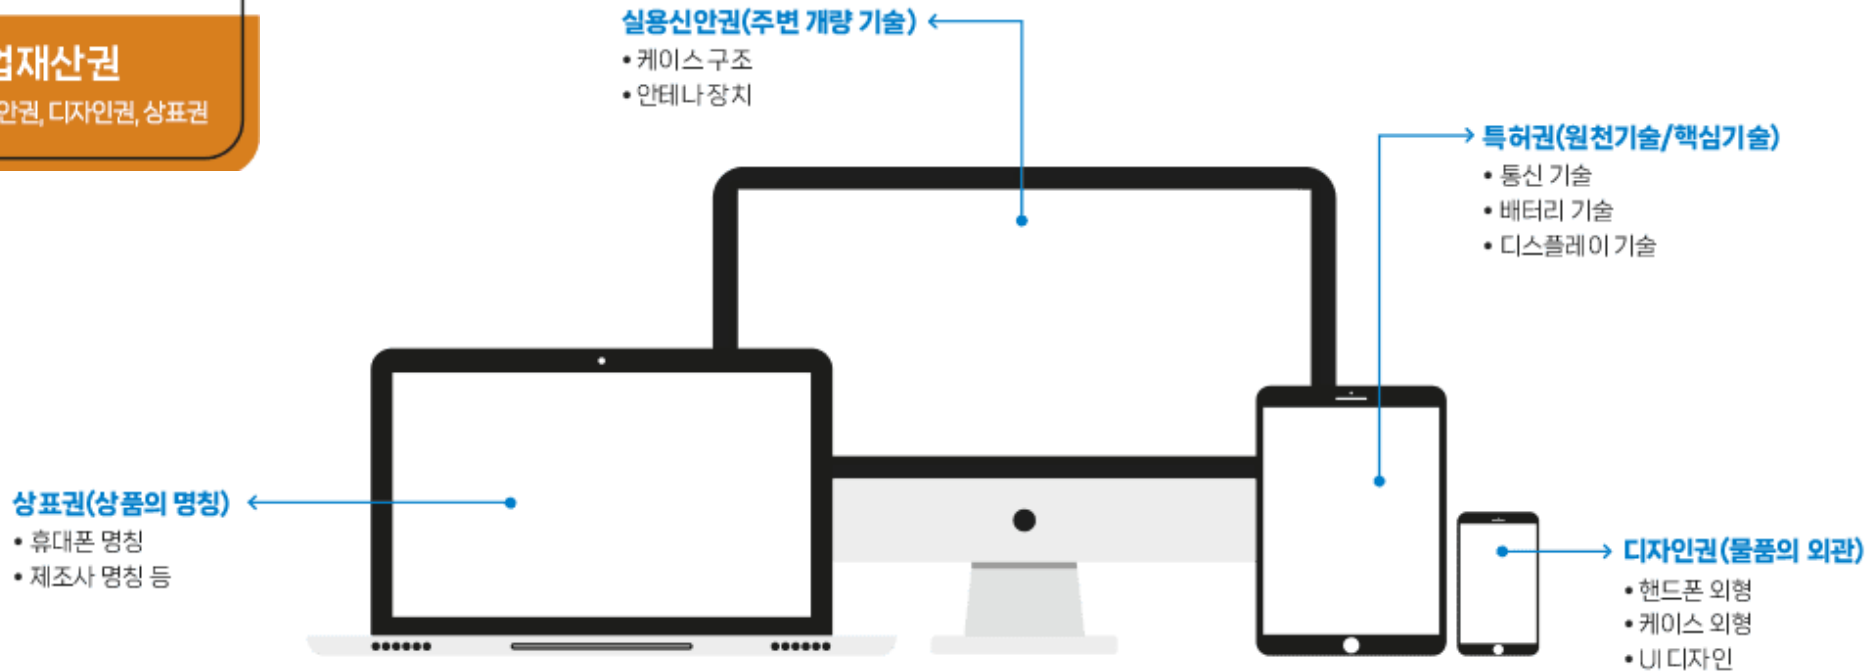 실용신안권(주변 개량 기술)
• 케이스 구조
• 안테나 장치
업재산권
안권, 디자인권, 상표권
특허권(원천기술/핵심기술)
• 통신 기술
• 배터리 기술
• 디스플레이 기술
상표권(상품의 명칭)
• 휴대폰 명칭
• 제조사 명칭 등
디자인권(물품의 외관)
• 핸드폰 외형
• 케이스 외형
• UI 디자인